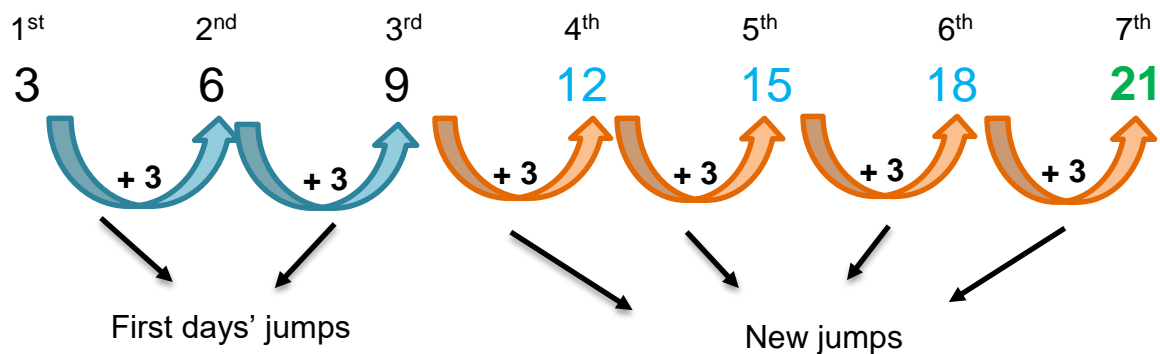 1st 2nd 3rd 4th 5th 6th 7th
3 6 9 12 15 18 21
+ 3 + 3 + 3 + 3 + 3 + 3
First days’ jumps New jumps